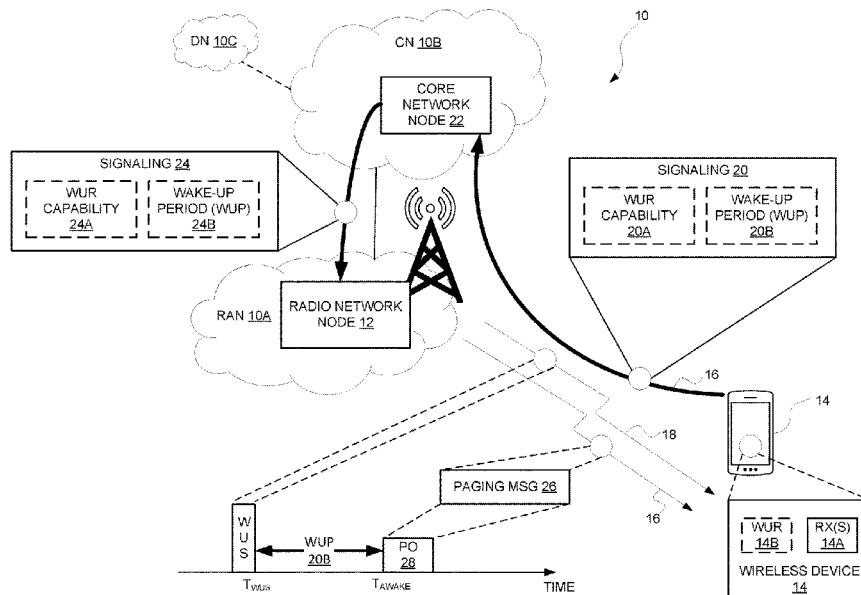 10
DN 10C
CN 10B
CORE
NETWORK
NODE 22
SIGNALING 24
WUR
CAPABILITY
24A
WAKE-UP
PERIOD (WUP)
24B
SIGNALING 20
WUR
CAPABILITY
20A
WAKE-UP
PERIOD (WUP)
20B
RAN 10A
RADIO NETWORK
NODE 12
16
14
18
PAGING MSG 26
16
W
U
S
WUP
20B
PO
28
TWUS
TAWAKE
TIME
WUR
14B
RX(S)
14A
WIRELESS DEVICE
14